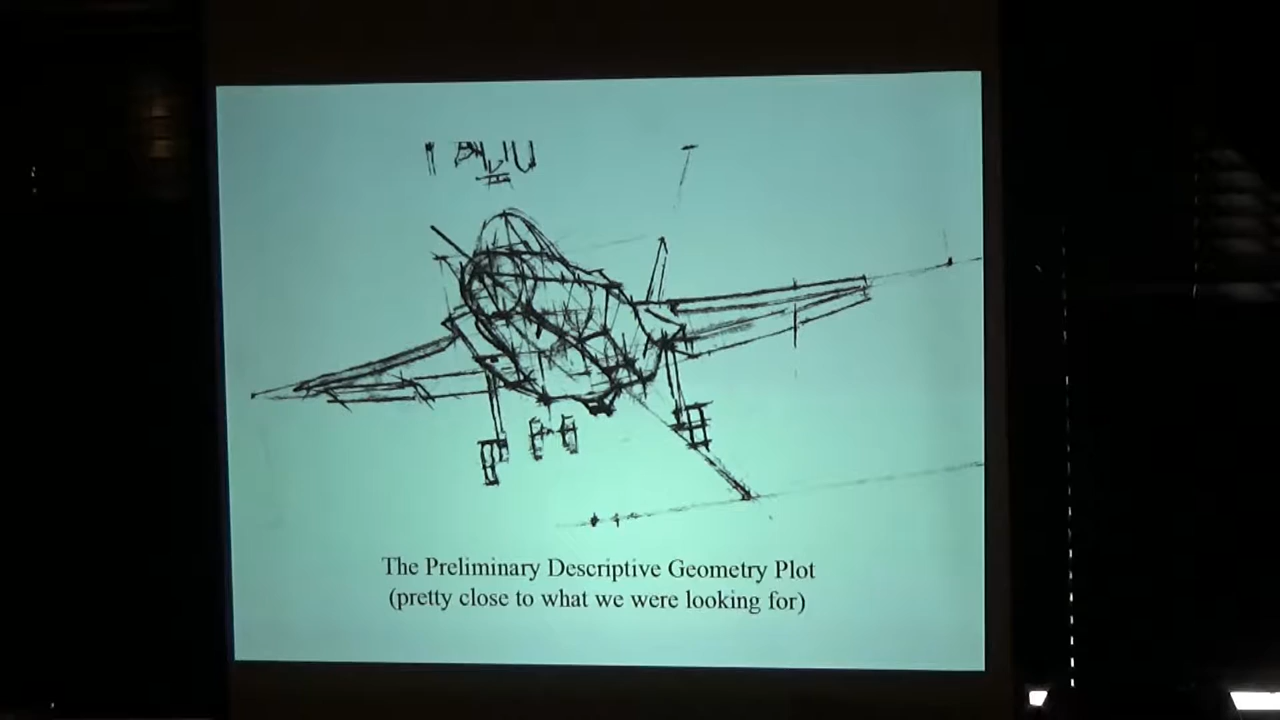 The Preliminary Descriptive Geometry Plot
(pretty close to what we were looking for)